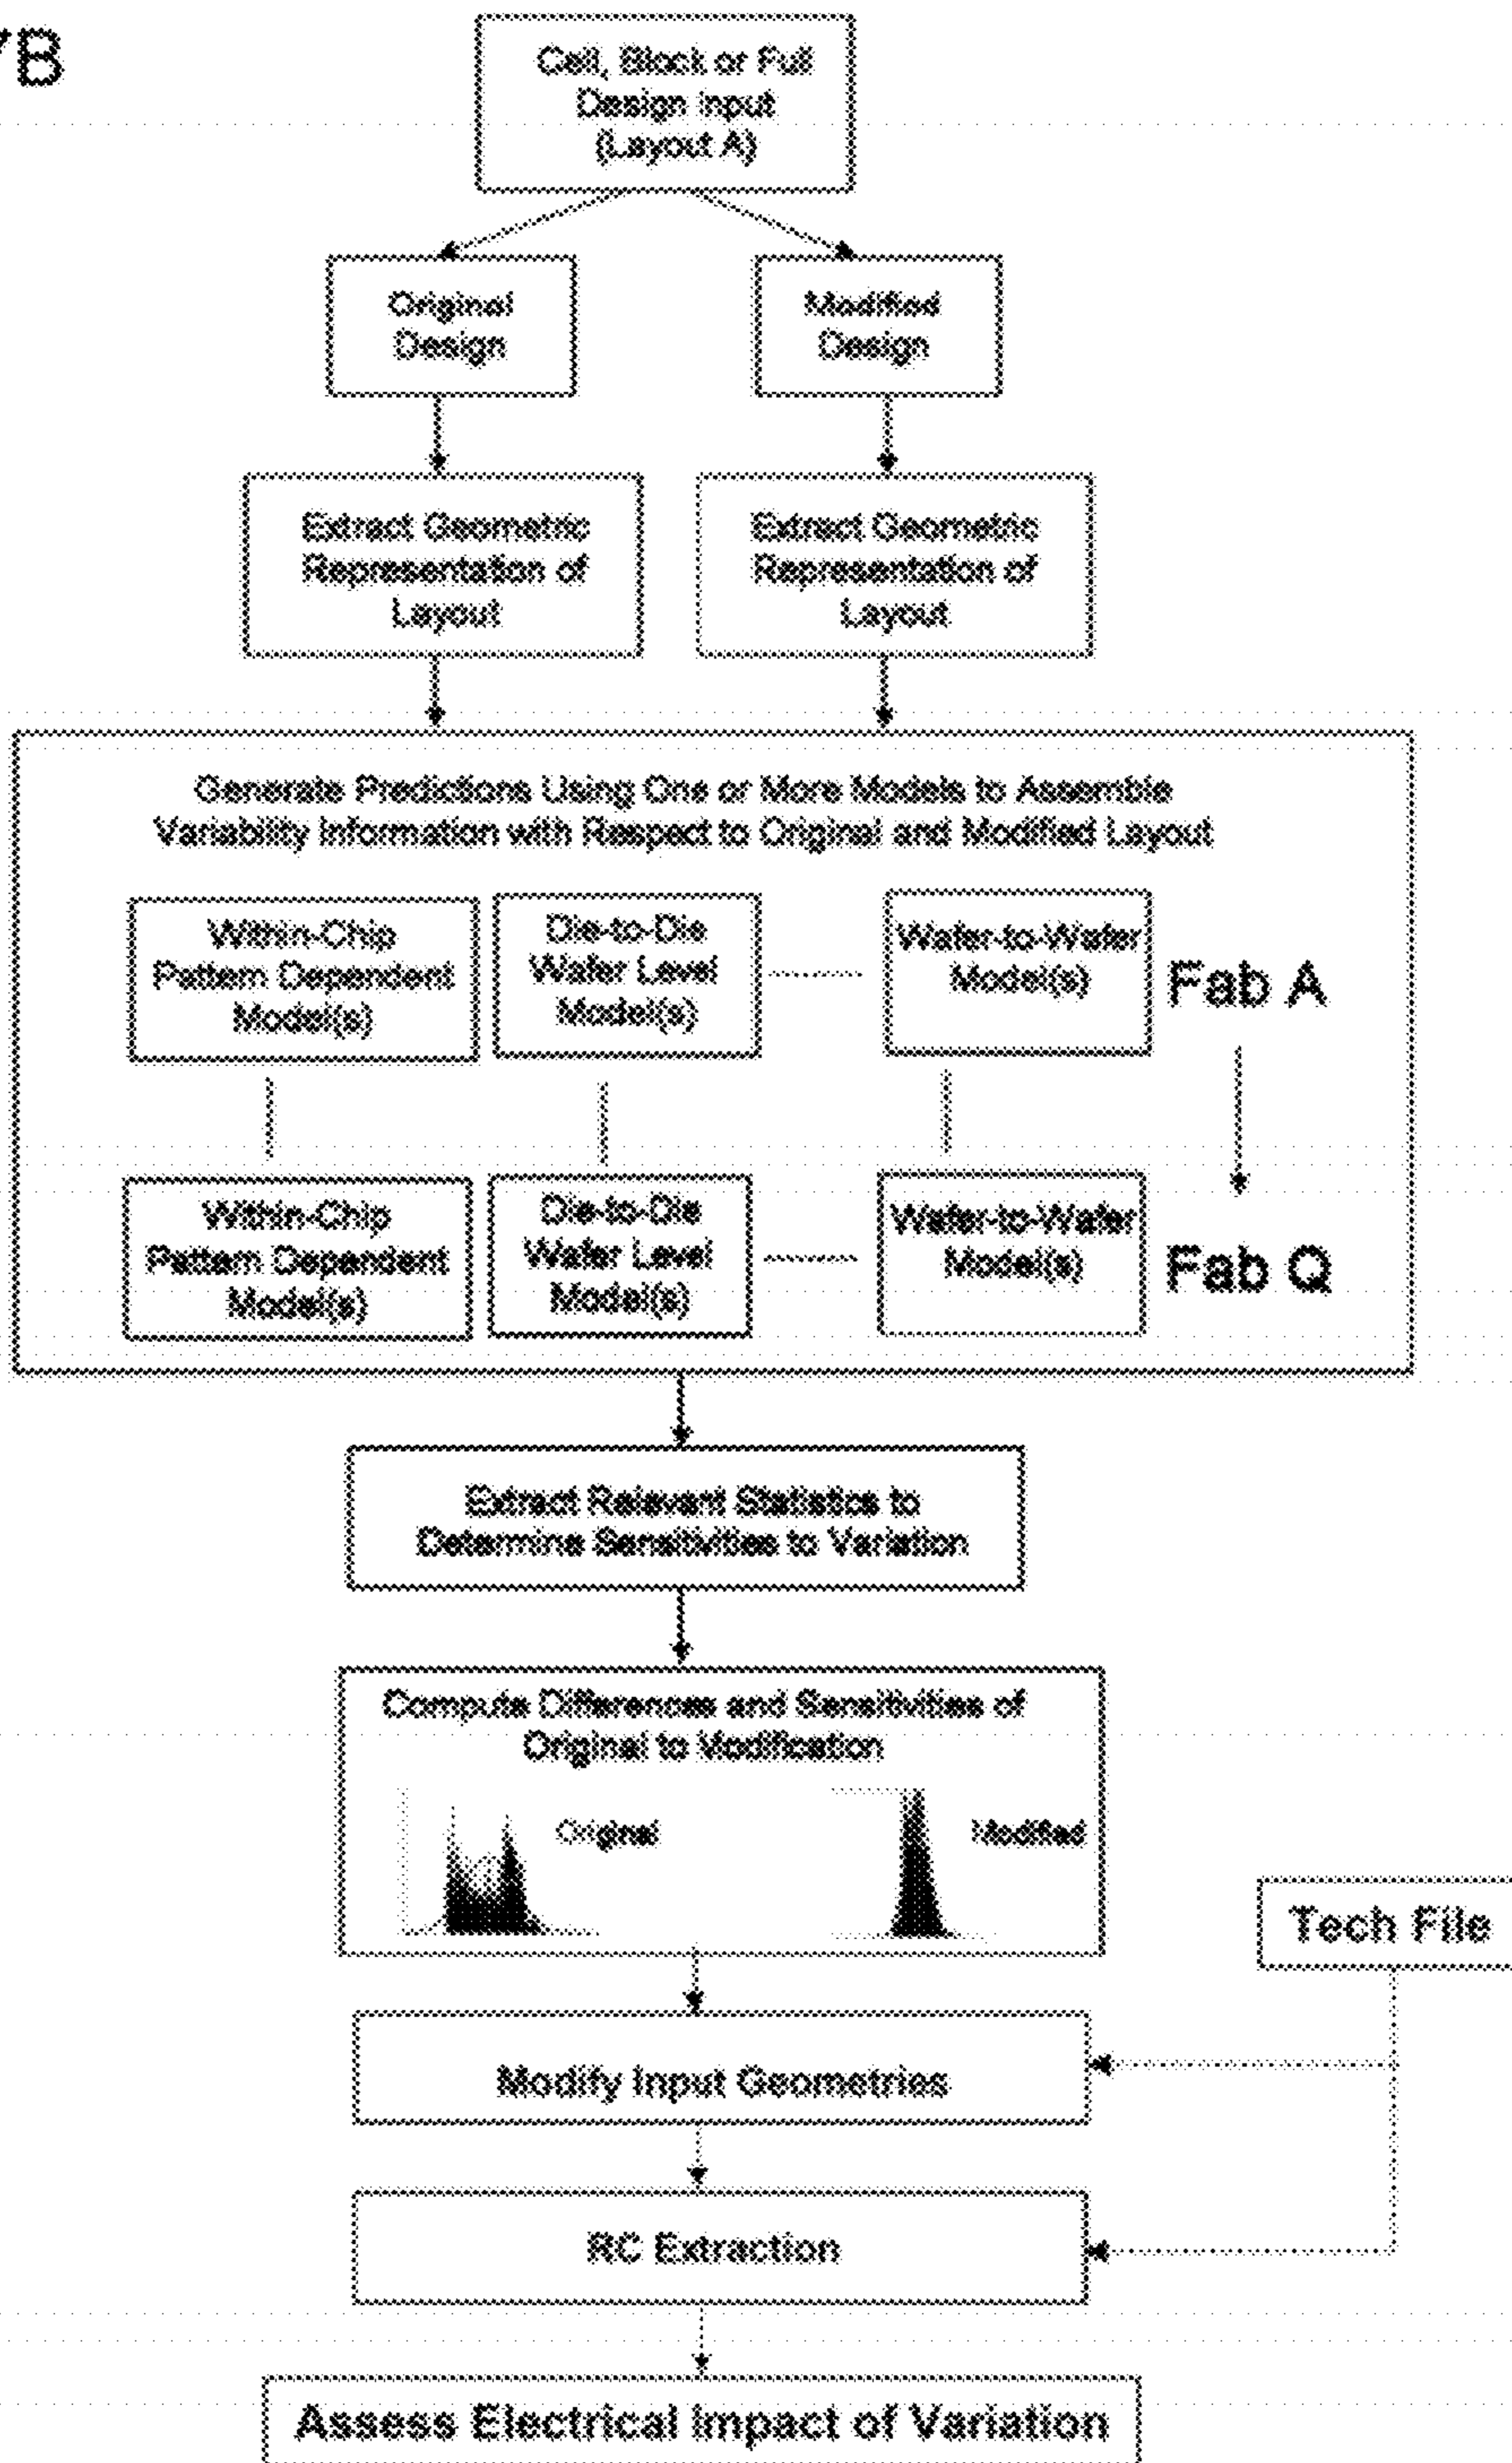 7B
Cell, Block or Full
Design input
(Layout A)
Original
Design
Modified
Design
Extract Geometric
Representation of
Layout
Extract Geometric
Representation of
Layout
Generate Predictions Using One or More Models to Assemble
Variability Information with Respect to Original and Modified Layout
Within-Chip
Pattern Dependent
Model(s)
Die-to-Die
Wafer Level
Model(s)
Wafer-to-Wafer
Model(s)
Fab A
Within-Chip
Pattern Dependent
Model(s)
Die-to-Die
Wafer Level
Model(s)
Wafer-to-Wafer
Model(s)
Fab Q
Extract Relevant Statistics to
Determine Sensitivities to Variation
Compute Differences and Sensitivities of
Original to Modification
Original
Modified
Tech File
Modify Input Geometries
RC Extraction
Assess Electrical Impact of Variation